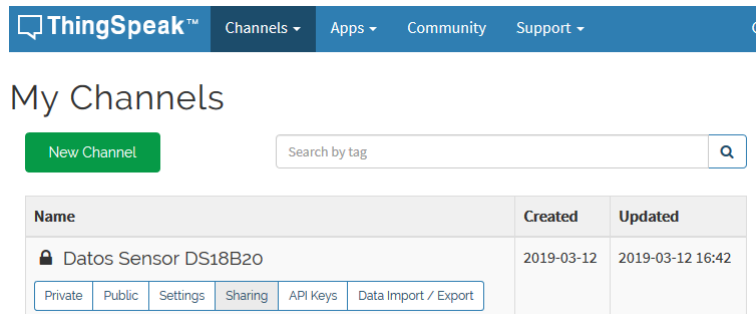 ThingSpeak™ Channels Apps Community Support
My Channels
New Channel Search by tag
Name Created Updated
Datos Sensor DS18B20 2019-03-12 2019-03-12 16:42
Private Public Settings Sharing API Keys Data Import / Export